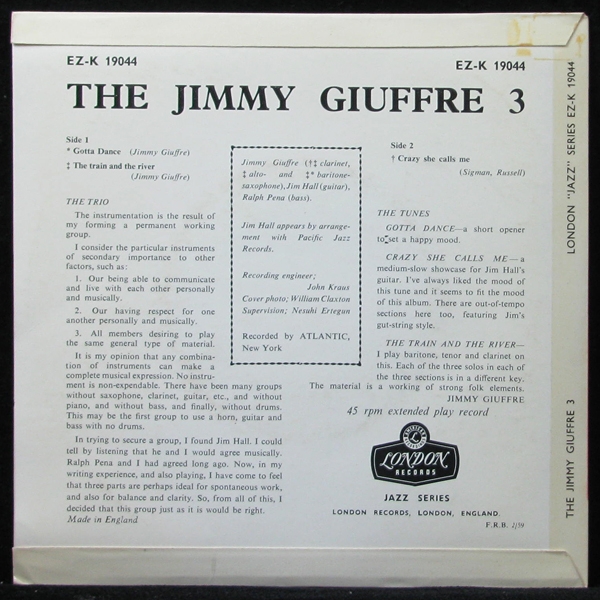 EZ-K 19044
EZ-K 19044
THE JIMMY GIUFFRE 3
Side 1
* Gotta Dance (Jimmy Giuffre)
‡ The train and the river
(Jimmy Giuffre)
THE TRIO
The instrumentation is the result of
my forming a permanent working
group.
I consider the particular instruments
of secondary importance to other
factors, such as:
1. Our being able to communicate
and live with each other personally
and musically.
2. Our having respect for one
another personally and musically.
3. All members desiring to play
the same general type of material.
It is my opinion that any combina-
tion of instruments can make a
complete musical expression. No instru-
ment is non-expendable. There have been many groups
without saxophone, clarinet, guitar, etc., and without
piano, and without bass, and finally, without drums.
This may be the first group to use a horn, guitar and
bass with no drums.
In trying to secure a group, I found Jim Hall. I could
tell by listening that he and I would agree musically.
Ralph Pena and I had agreed long ago. Now, in my
writing experience, and also playing, I have come to feel
that three parts are perhaps ideal for spontaneous work,
and also for balance and clarity. So, from all of this, I
decided that this group just as it is would be right.
Made in England
Jimmy Giuffre (†‡ clarinet,
‡ alto- and ‡* baritone-
saxophone), Jim Hall (guitar),
Ralph Pena (bass).
Jim Hall appears by arrange-
ment with Pacific Jazz
Records.
Recording engineer;
John Kraus
Cover photo; William Claxton
Supervision; Nesuhi Ertegun
Recorded by ATLANTIC,
New York
Side 2
† Crazy she calls me
(Sigman, Russell)
THE TUNES
GOTTA DANCE—a short opener
to set a happy mood.
CRAZY SHE CALLS ME—a
medium-slow showcase for Jim Hall's
guitar. I've always liked the mood of
this tune and it seems to fit the mood
of this album. There are out-of-tempo
sections here too, featuring Jim's
gut-string style.
THE TRAIN AND THE RIVER—
I play baritone, tenor and clarinet on
this. Each of the three solos in each of
the three sections is in a different key.
The material is a working of strong folk elements.
JIMMY GIUFFRE
45 rpm extended play record
LONDON
RECORDS
JAZZ SERIES
LONDON RECORDS, LONDON, ENGLAND.
F.R.B. 2/59
LONDON "JAZZ" SERIES EZ-K 19044
THE JIMMY GIUFFRE 3